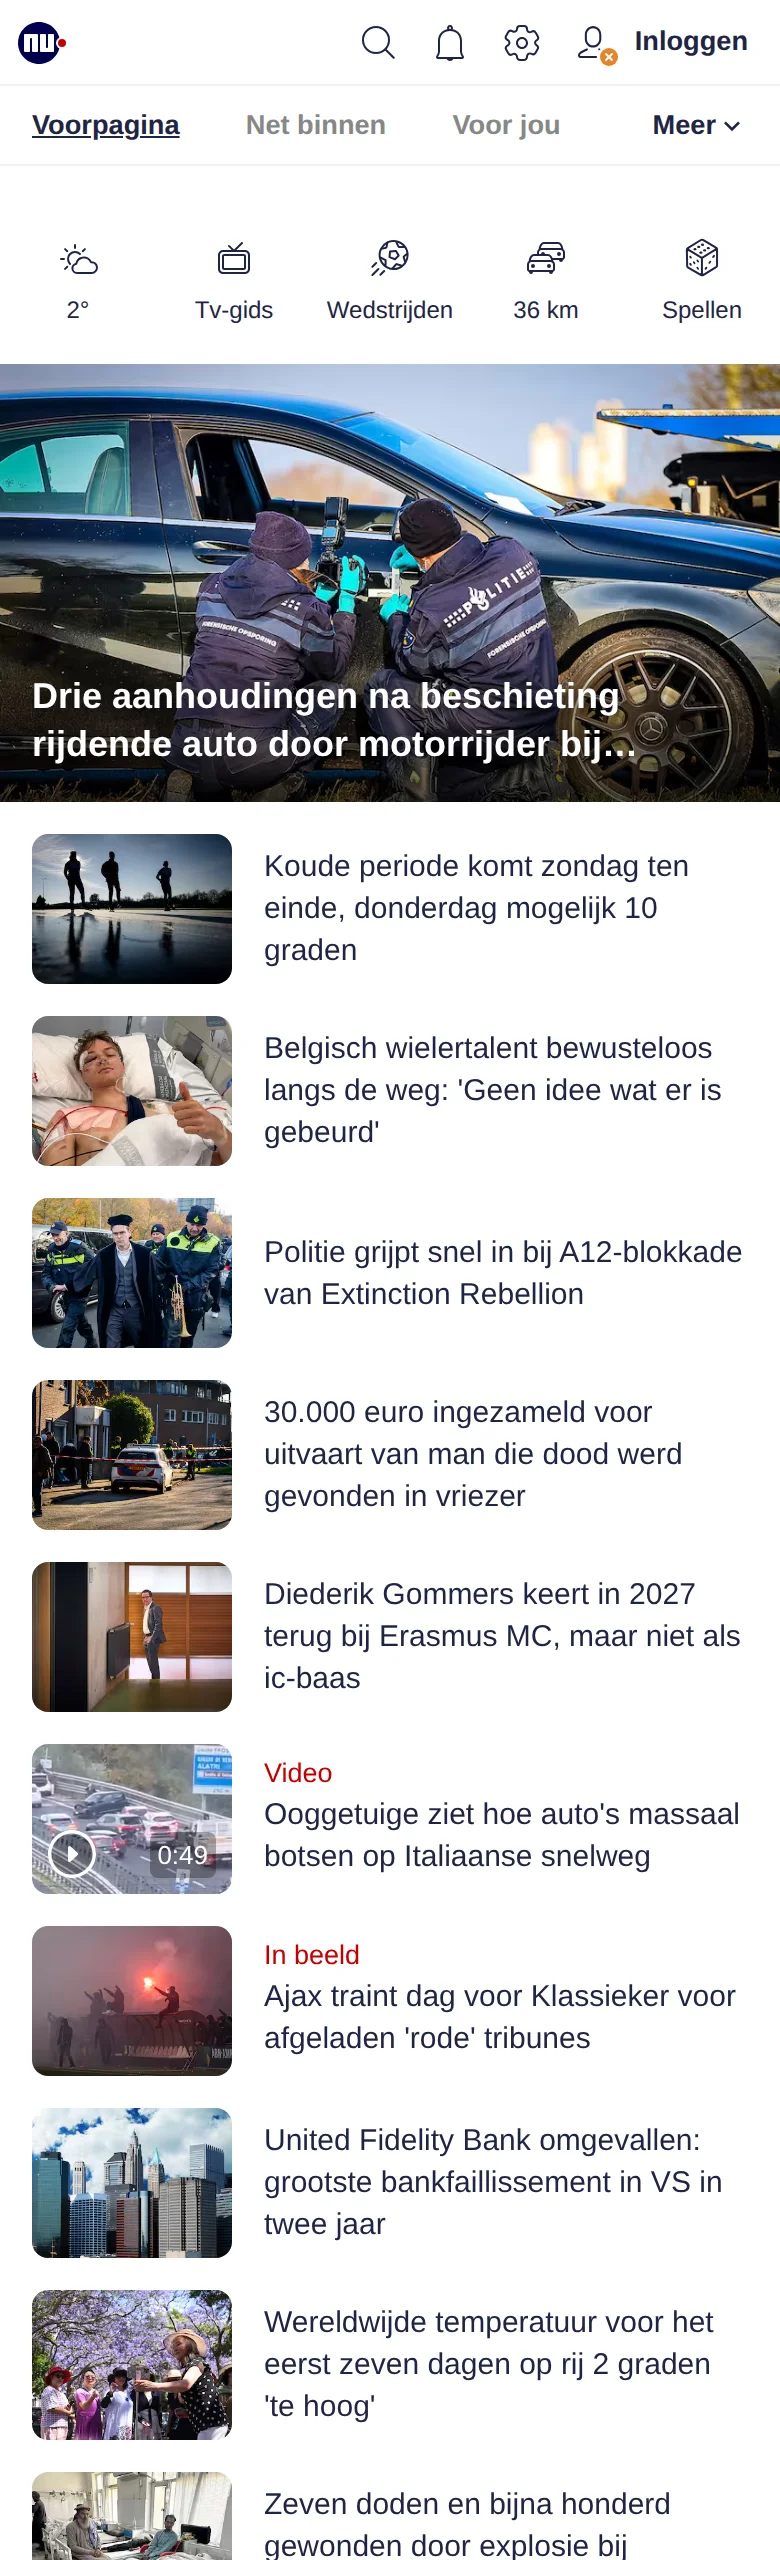 nu
Inloggen
Voorpagina
Net binnen
Voor jou
Meer
2°
Tv-gids
Wedstrijden
36 km
Spellen
POLITIE
FORENSISCHE OPSPORING
FORENSISCHE OPSPORING
Drie aanhoudingen na beschieting
rijdende auto door motorrijder bij...
Koude periode komt zondag ten
einde, donderdag mogelijk 10
graden
Belgisch wielertalent bewusteloos
langs de weg: 'Geen idee wat er is
gebeurd'
Politie grijpt snel in bij A12-blokkade
van Extinction Rebellion
30.000 euro ingezameld voor
uitvaart van man die dood werd
gevonden in vriezer
Diederik Gommers keert in 2027
terug bij Erasmus MC, maar niet als
ic-baas
ALATRI
0:49
Video
Ooggetuige ziet hoe auto's massaal
botsen op Italiaanse snelweg
In beeld
Ajax traint dag voor Klassieker voor
afgeladen 'rode' tribunes
United Fidelity Bank omgevallen:
grootste bankfaillissement in VS in
twee jaar
Wereldwijde temperatuur voor het
eerst zeven dagen op rij 2 graden
'te hoog'
Zeven doden en bijna honderd
gewonden door explosie bij